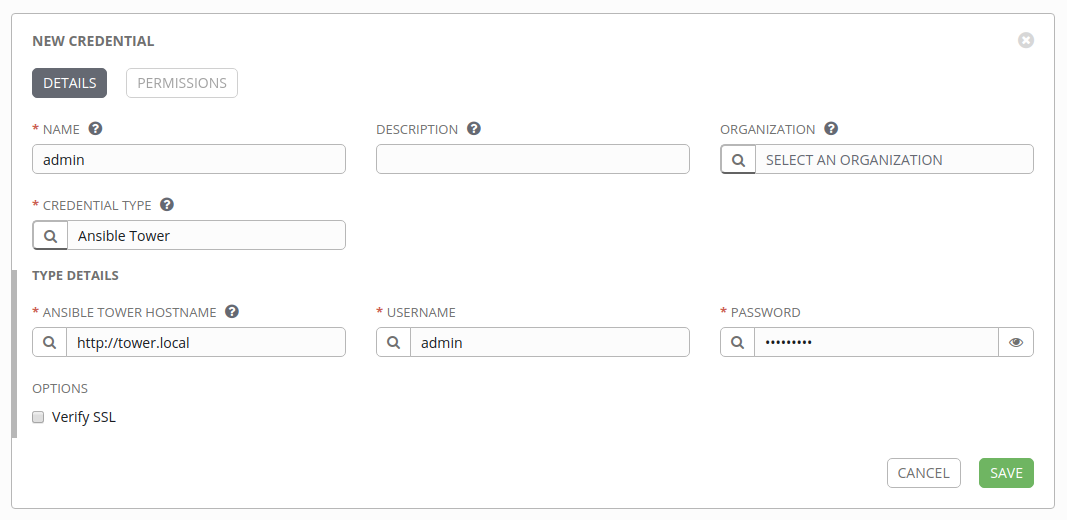 NEW CREDENTIAL
DETAILS PERMISSIONS
* NAME ? DESCRIPTION ? ORGANIZATION ?
admin SELECT AN ORGANIZATION
* CREDENTIAL TYPE ?
Ansible Tower
TYPE DETAILS
* ANSIBLE TOWER HOSTNAME ? * USERNAME * PASSWORD
http://tower.local admin •••••••••
OPTIONS
Verify SSL
CANCEL SAVE